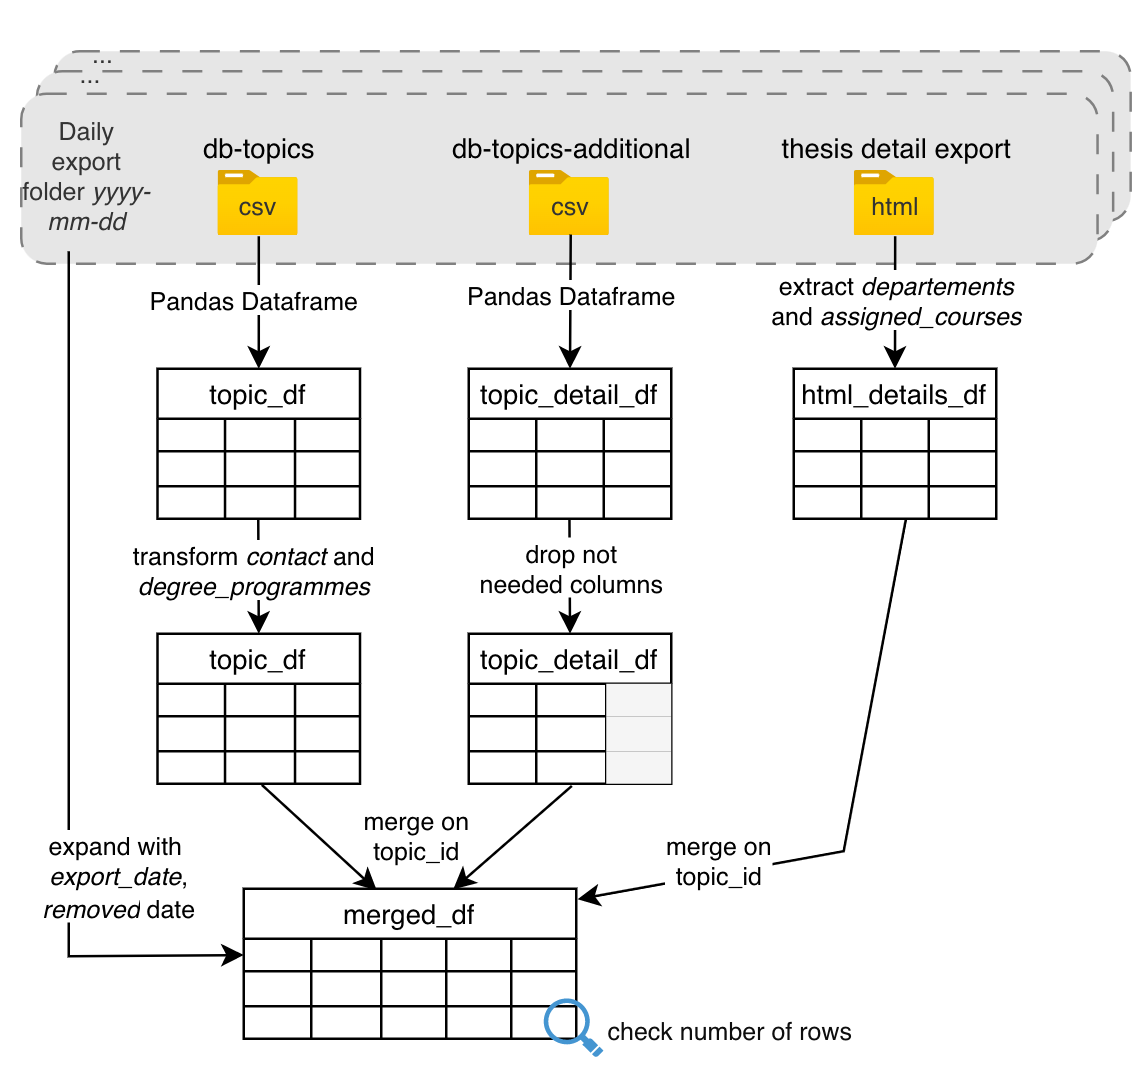 ...
...
Daily
export
folder yyyy-
mm-dd
db-topics
csv
db-topics-additional
csv
thesis detail export
html
Pandas Dataframe
Pandas Dataframe
extract departements
and assigned_courses
topic_df
topic_detail_df
html_details_df
transform contact and
degree_programmes
drop not
needed columns
topic_df
topic_detail_df
merge on
topic_id
merge on
topic_id
expand with
export_date,
removed date
merged_df
check number of rows